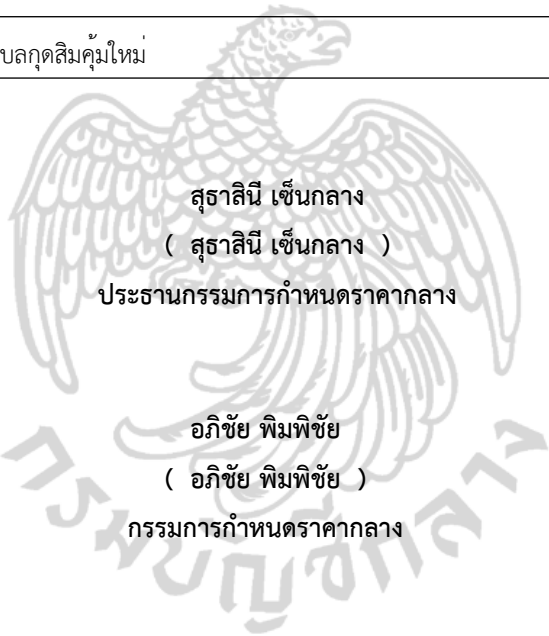 บลกุดสิมคุ้มใหม่
สุธาสินี เซ็นกลาง
( สุธาสินี เซ็นกลาง )
ประธานกรรมการกำหนดราคากลาง
อภิชัย พิมพิชัย
( อภิชัย พิมพิชัย )
กรรมการกำหนดราคากลาง
กรมบัญชีกลาง